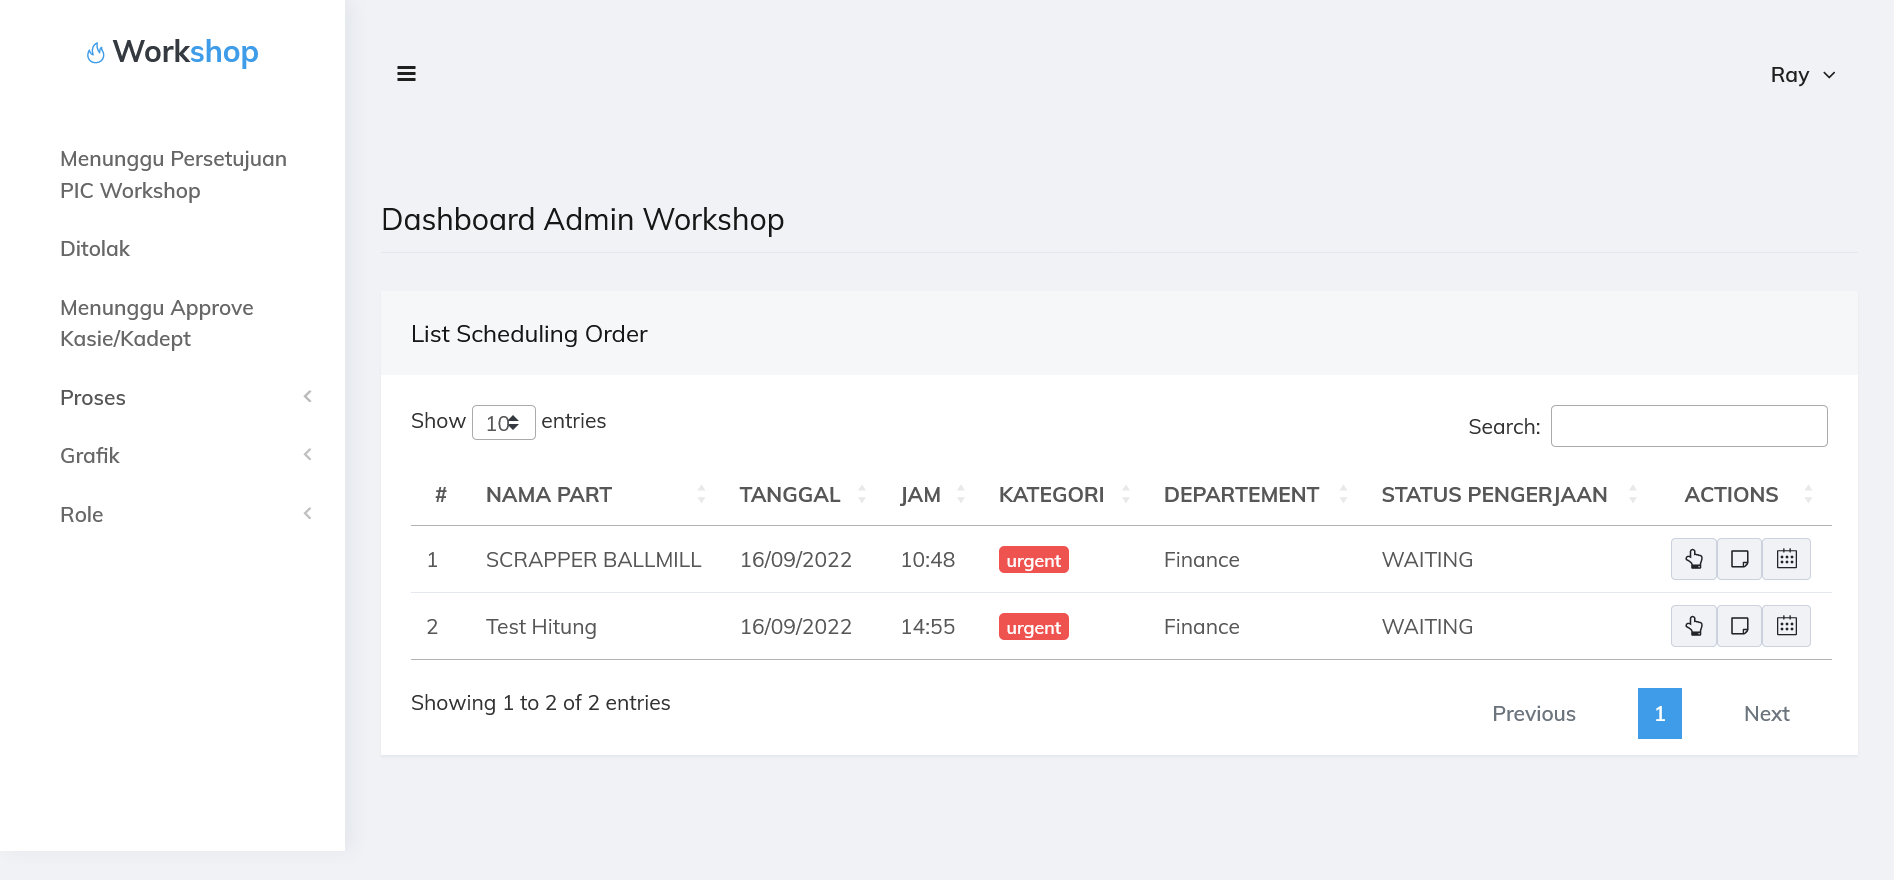 Workshop
Ray
Menunggu Persetujuan
PIC Workshop
Ditolak
Menunggu Approve
Kasie/Kadept
Proses
Grafik
Role
Dashboard Admin Workshop
List Scheduling Order
Show 10 entries
Search:
# NAMA PART TANGGAL JAM KATEGORI DEPARTEMENT STATUS PENGERJAAN ACTIONS
1 SCRAPPER BALLMILL 16/09/2022 10:48 urgent Finance WAITING
2 Test Hitung 16/09/2022 14:55 urgent Finance WAITING
Showing 1 to 2 of 2 entries
Previous 1 Next